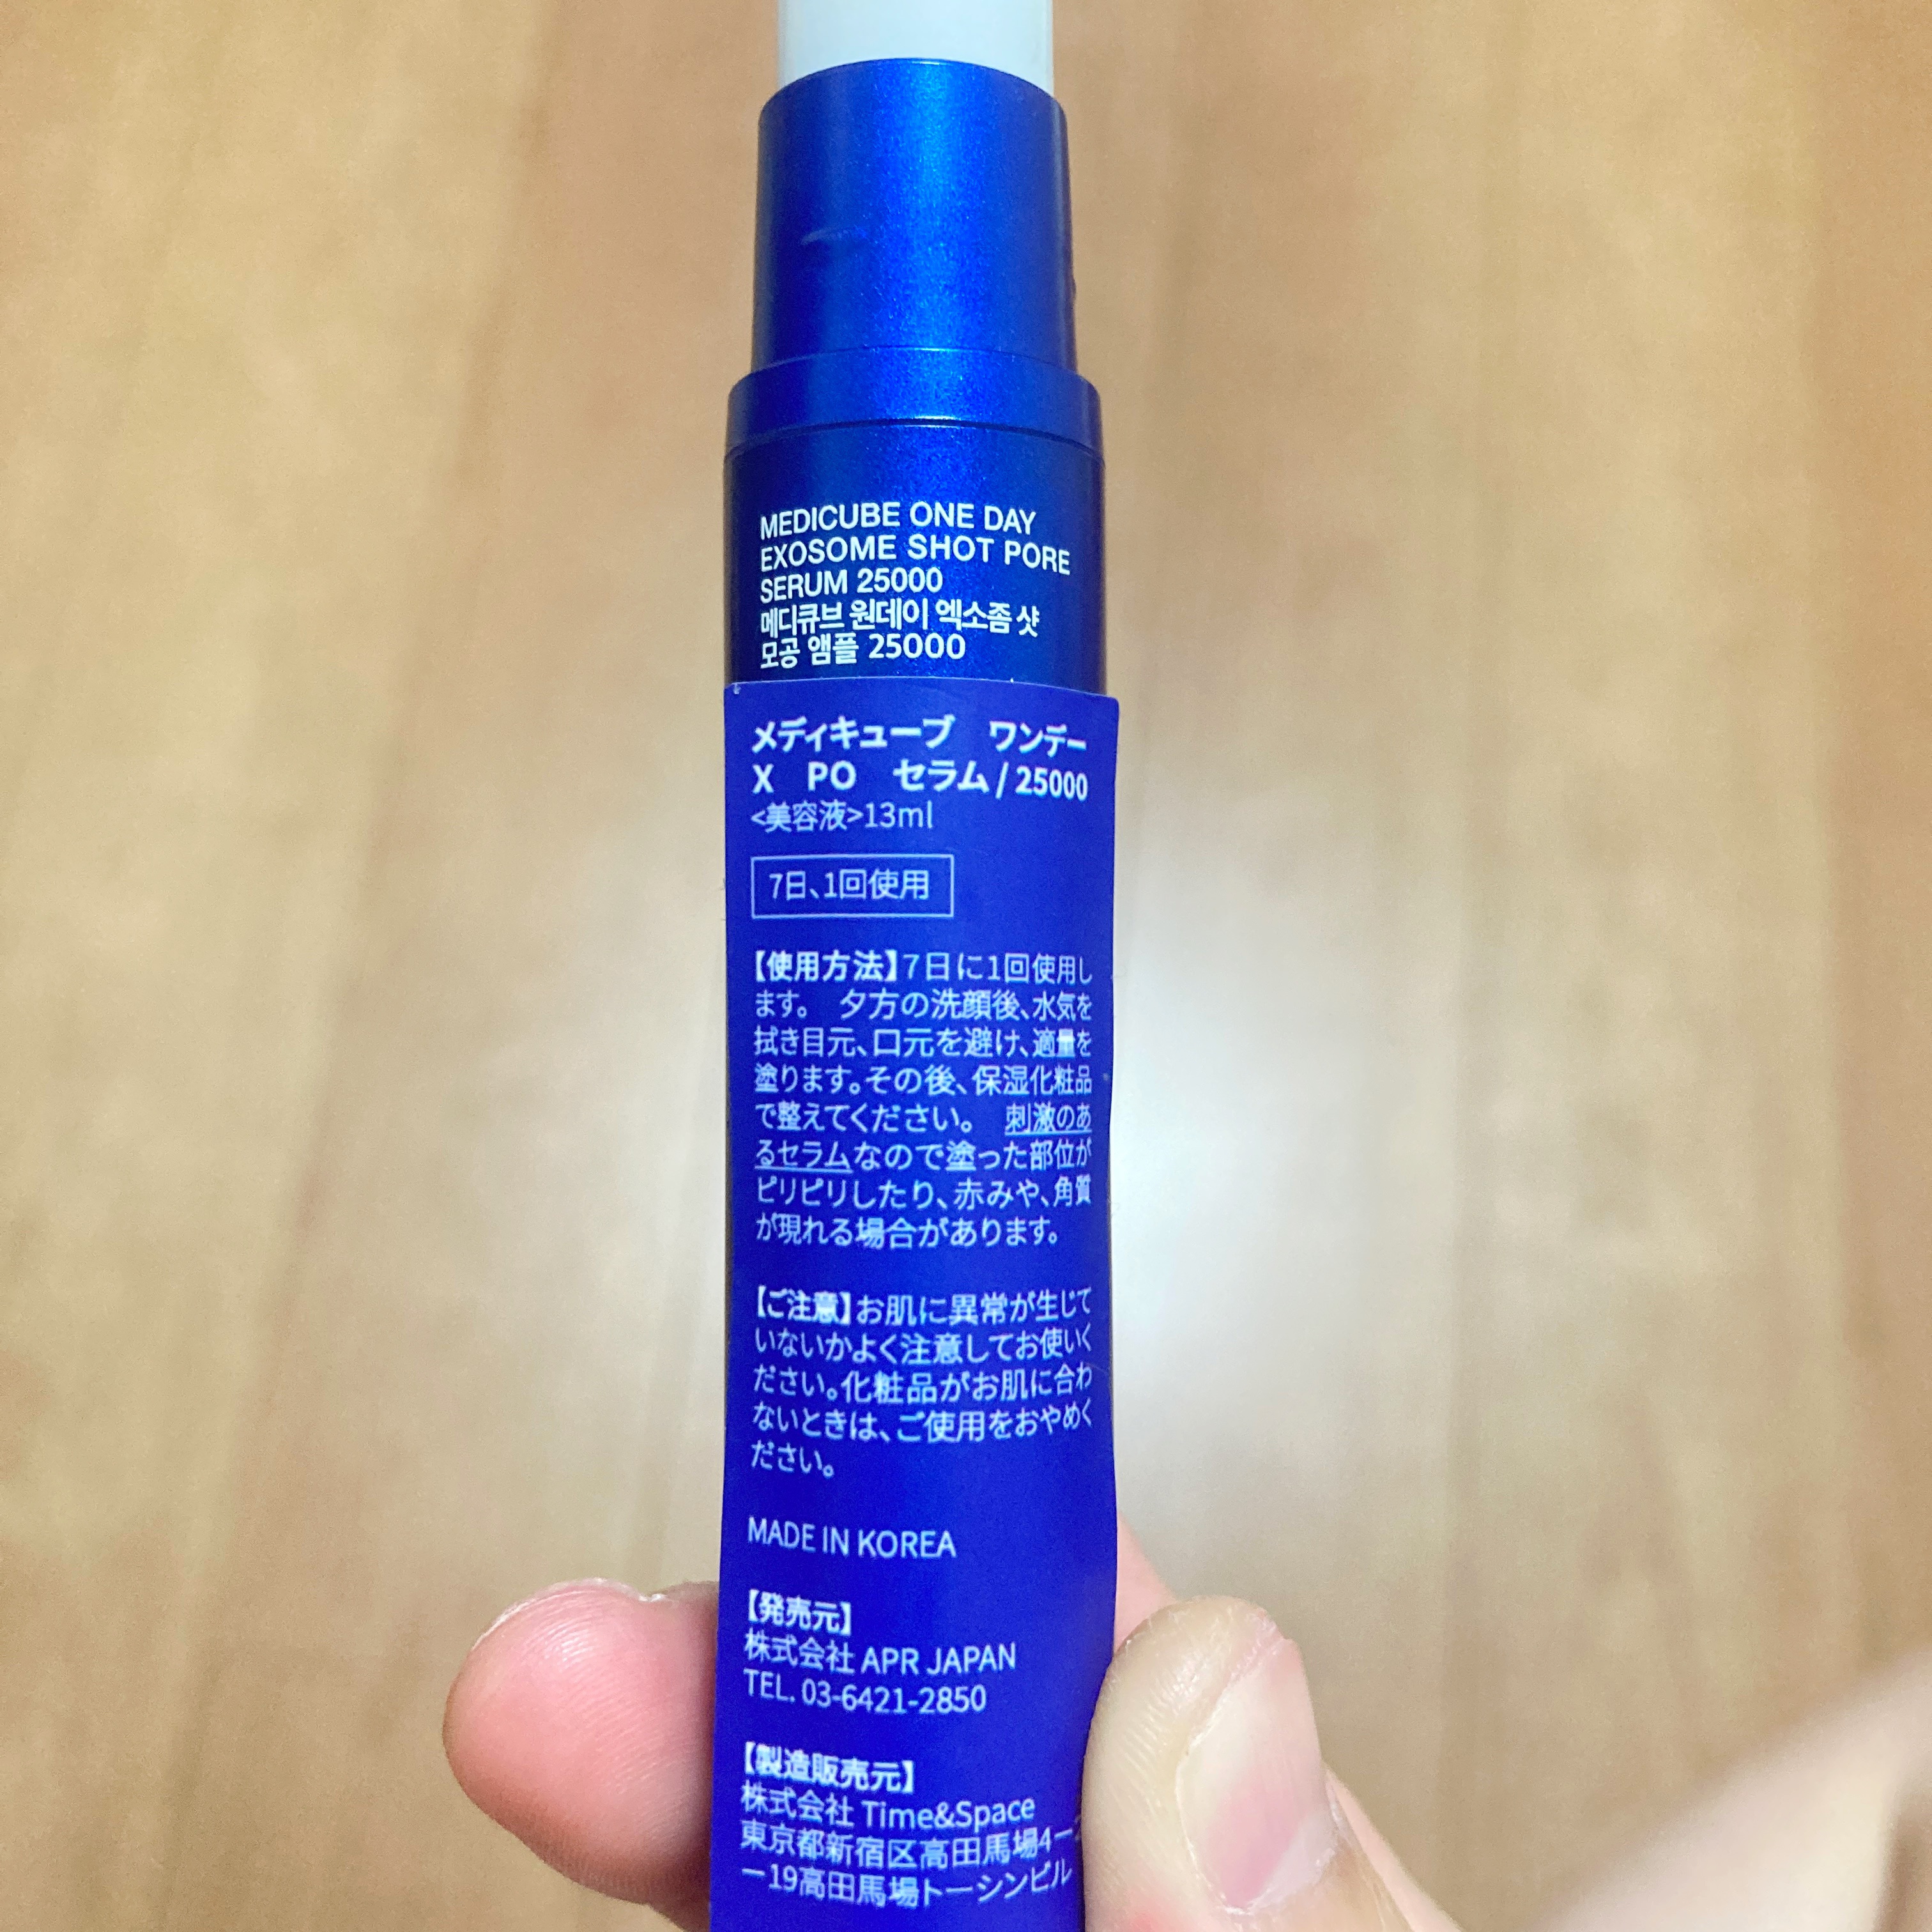 MEDICUBE ONE DAY
EXOSOME SHOT PORE
SERUM 25000
메디큐브 원데이 엑소좀 샷
모공 앰플 25000
メディキューブ　ワンデー
X　PO　セラム / 25000
<美容液>13ml
7日、1回使用
【使用方法】7日に1回使用し
ます。　夕方の洗顔後、水気を
拭き目元、口元を避け、適量を
塗ります。その後、保湿化粧品
で整えてください。　刺激のあ
るセラムなので塗った部位が
ピリピリしたり、赤みや、角質
が現れる場合があります。
【ご注意】お肌に異常が生じて
いないかよく注意してお使いく
ださい。化粧品がお肌に合わ
ないときは、ご使用をおやめく
ださい。
MADE IN KOREA
【発売元】
株式会社 APR JAPAN
TEL. 03-6421-2850
【製造販売元】
株式会社 Time&Space
東京都新宿区高田馬場4ー
ー19高田馬場トーシンビル